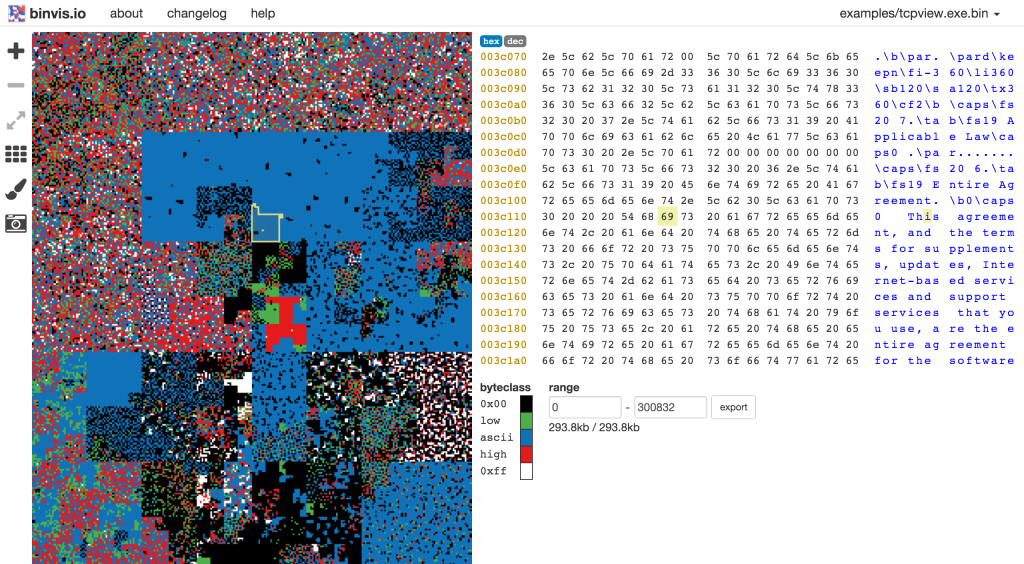 binvis.io about changelog help examples/tcpview.exe.bin
hex dec
003c070 2e 5c 62 5c 70 61 72 00 5c 70 61 72 64 5c 6b 65 .\b\par. \pard\ke
003c080 65 70 6e 5c 66 69 2d 33 36 30 5c 6c 69 33 36 30 epn\fi-3 60\li360
003c090 5c 73 62 31 32 30 5c 73 61 31 32 30 5c 74 78 33 \sb120\s a120\tx3
003c0a0 36 30 5c 63 66 32 5c 62 5c 63 61 70 73 5c 66 73 60\cf2\b \caps\fs
003c0b0 32 30 20 37 2e 5c 74 61 62 5c 66 73 31 39 20 41 20 7.\ta b\fs19 A
003c0c0 70 70 6c 69 63 61 62 6c 65 20 4c 61 77 5c 63 61 pplicabl e Law\ca
003c0d0 70 73 30 20 2e 5c 70 61 72 00 00 00 00 00 00 00 ps0 .\pa r.......
003c0e0 5c 63 61 70 73 5c 66 73 32 30 20 36 2e 5c 74 61 \caps\fs 20 6.\ta
003c0f0 62 5c 66 73 31 39 20 45 6e 74 69 72 65 20 41 67 b\fs19 E ntire Ag
003c100 72 65 65 6d 65 6e 74 2e 5c 62 30 5c 63 61 70 73 reement. \b0\caps
003c110 30 20 20 20 54 68 69 73 20 61 67 72 65 65 6d 65 0 This agreeme
003c120 6e 74 2c 20 61 6e 64 20 74 68 65 20 74 65 72 6d nt, and the term
003c130 73 20 66 6f 72 20 73 75 70 70 6c 65 6d 65 6e 74 s for su pplement
003c140 73 2c 20 75 70 64 61 74 65 73 2c 20 49 6e 74 65 s, updat es, Inte
003c150 72 6e 65 74 2d 62 61 73 65 64 20 73 65 72 76 69 rnet-bas ed servi
003c160 63 65 73 20 61 6e 64 20 73 75 70 70 6f 72 74 20 ces and support
003c170 73 65 72 76 69 63 65 73 20 74 68 61 74 20 79 6f services that yo
003c180 75 20 75 73 65 2c 20 61 72 65 20 74 68 65 20 65 u use, a re the e
003c190 6e 74 69 72 65 20 61 67 72 65 65 6d 65 6e 74 20 ntire ag reement
003c1a0 66 6f 72 20 74 68 65 20 73 6f 66 74 77 61 72 65 for the software
byteclass range
0x00
low
ascii
high
0xff
0 - 300832 export
293.8kb / 293.8kb